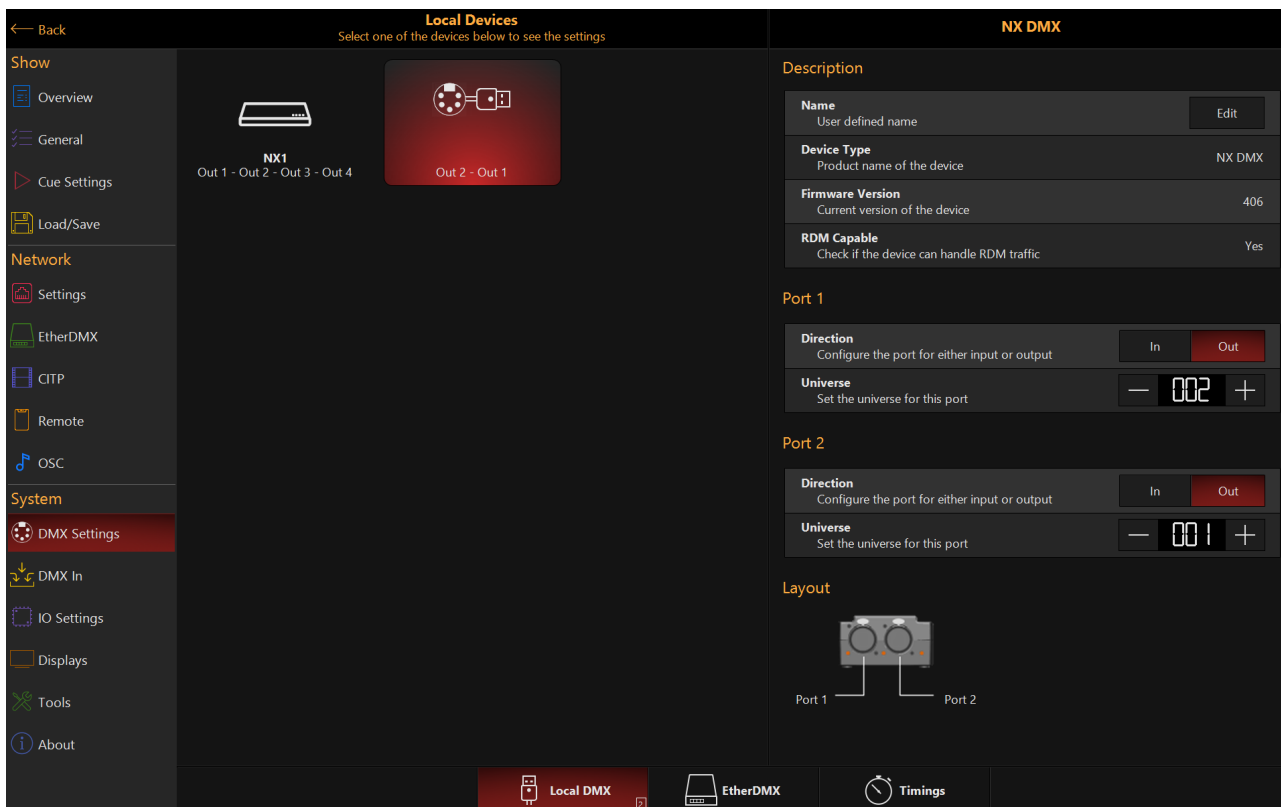 Back
Local Devices
Select one of the devices below to see the settings
NX DMX
Show
Overview
General
Cue Settings
Load/Save
Network
Settings
EtherDMX
CITP
Remote
OSC
System
DMX Settings
DMX In
IO Settings
Displays
Tools
About
NX1
Out 1 - Out 2 - Out 3 - Out 4
Out 2 - Out 1
Description
Name
User defined name
Edit
Device Type
Product name of the device
NX DMX
Firmware Version
Current version of the device
406
RDM Capable
Check if the device can handle RDM traffic
Yes
Port 1
Direction
Configure the port for either input or output
In
Out
Universe
Set the universe for this port
002
Port 2
Direction
Configure the port for either input or output
In
Out
Universe
Set the universe for this port
001
Layout
Port 1
Port 2
Local DMX
2
EtherDMX
Timings